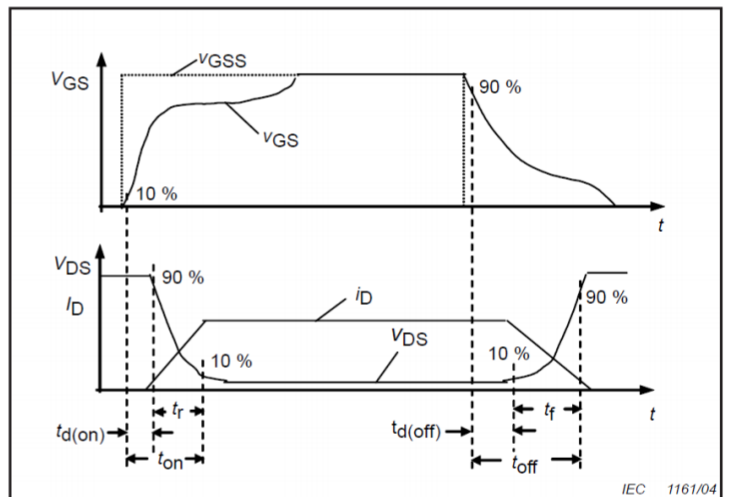 vGSS
VGS
90 %
vGS
10 %
t
VDS
90 %
ID
iD
90 %
VDS
10 %
10 %
tr
tf
t
td(on)
td(off)
ton
toff
IEC 1161/04